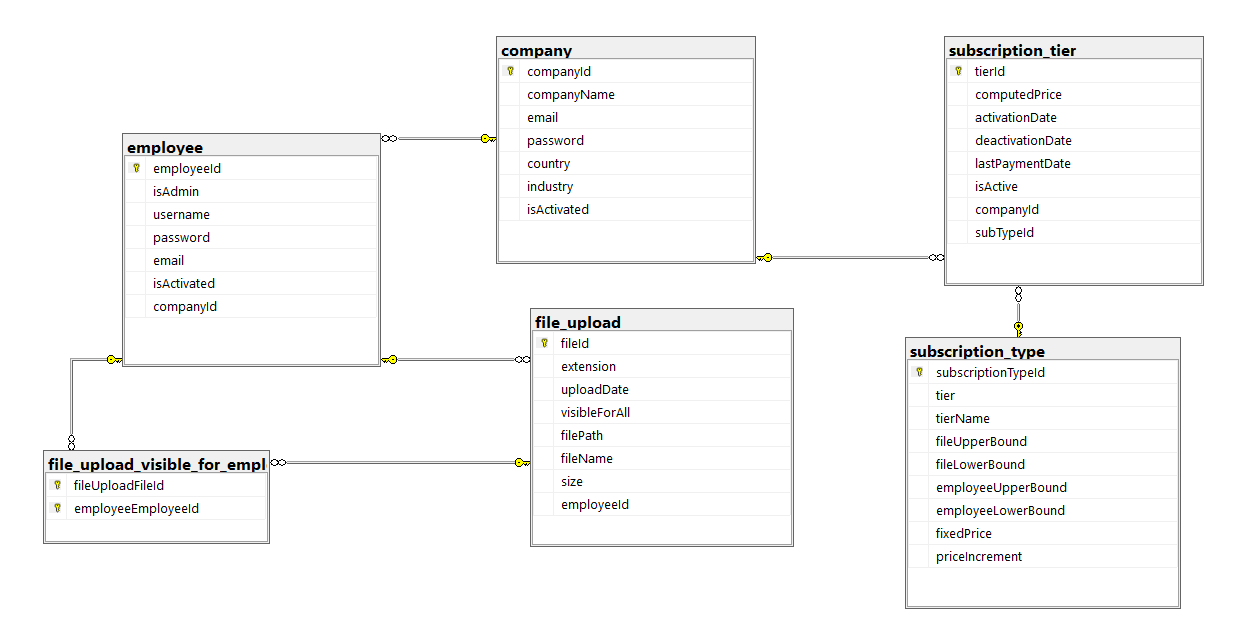 company
companyId
companyName
email
password
country
industry
isActivated
subscription_tier
tierId
computedPrice
activationDate
deactivationDate
lastPaymentDate
isActive
companyId
subTypeId
employee
employeeId
isAdmin
username
password
email
isActivated
companyId
file_upload
fileId
extension
uploadDate
visibleForAll
filePath
fileName
size
employeeId
subscription_type
subscriptionTypeId
tier
tierName
fileUpperBound
fileLowerBound
employeeUpperBound
employeeLowerBound
fixedPrice
priceIncrement
file_upload_visible_for_empl
fileUploadFileId
employeeEmployeeId